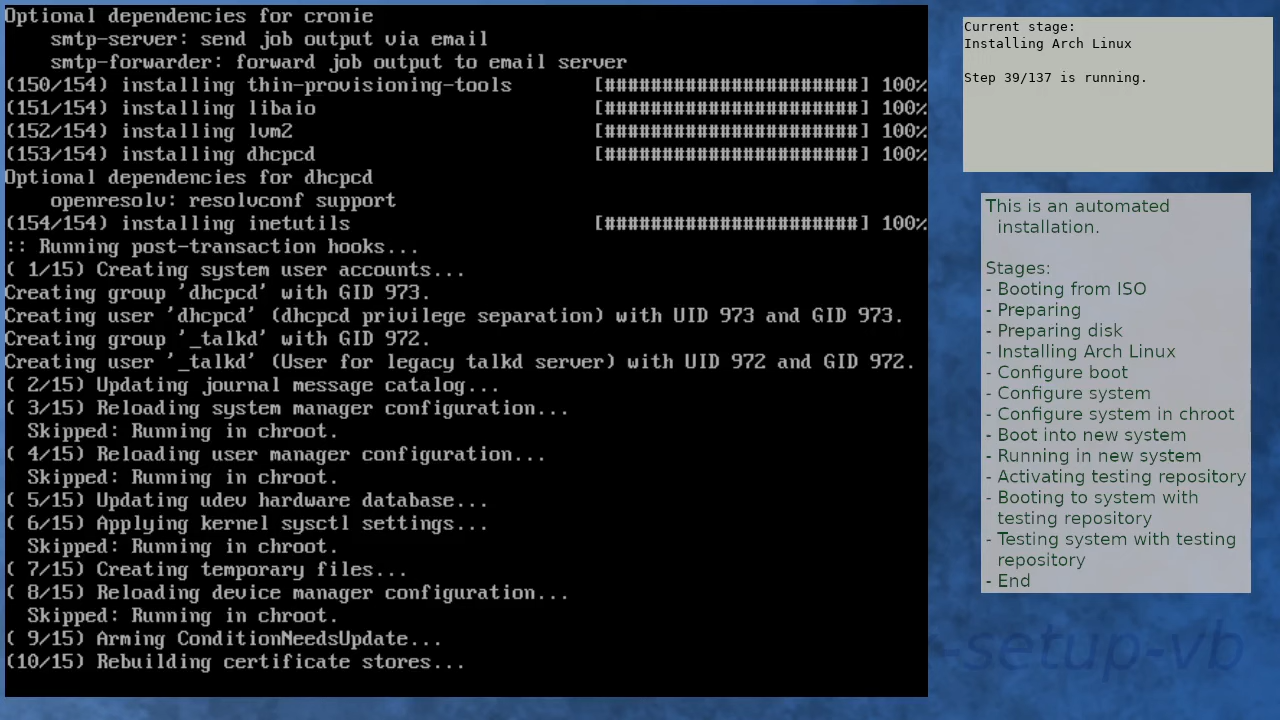 Optional dependencies for cronie
    smtp-server: send job output via email
    smtp-forwarder: forward job output to email server
(150/154) installing thin-provisioning-tools [######################] 100%
(151/154) installing libaio [######################] 100%
(152/154) installing lvm2 [######################] 100%
(153/154) installing dhcpcd [######################] 100%
Optional dependencies for dhcpcd
    openresolv: resolvconf support
(154/154) installing inetutils [######################] 100%
:: Running post-transaction hooks...
( 1/15) Creating system user accounts...
Creating group 'dhcpcd' with GID 973.
Creating user 'dhcpcd' (dhcpcd privilege separation) with UID 973 and GID 973.
Creating group '_talkd' with GID 972.
Creating user '_talkd' (User for legacy talkd server) with UID 972 and GID 972.
( 2/15) Updating journal message catalog...
( 3/15) Reloading system manager configuration...
  Skipped: Running in chroot.
( 4/15) Reloading user manager configuration...
  Skipped: Running in chroot.
( 5/15) Updating udev hardware database...
( 6/15) Applying kernel sysctl settings...
  Skipped: Running in chroot.
( 7/15) Creating temporary files...
( 8/15) Reloading device manager configuration...
  Skipped: Running in chroot.
( 9/15) Arming ConditionNeedsUpdate...
(10/15) Rebuilding certificate stores...
Current stage:
Installing Arch Linux
Step 39/137 is running.
This is an automated
installation.
Stages:
- Booting from ISO
- Preparing
- Preparing disk
- Installing Arch Linux
- Configure boot
- Configure system
- Configure system in chroot
- Boot into new system
- Running in new system
- Activating testing repository
- Booting to system with
testing repository
- Testing system with testing
repository
- End
-setup-vb